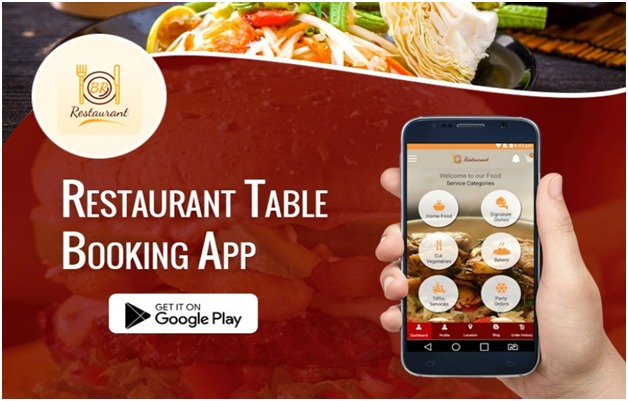 BR
Restaurant
RESTAURANT TABLE
BOOKING APP
GET IT ON
Google Play
Restaurant
Welcome to our Food
Service Categories
Home Food
Signature
Dishes
Cut
Vegetables
Bakery
Tiffin
Services
Party
Orders
Dashboard
Profile
Location
Blog
Order History